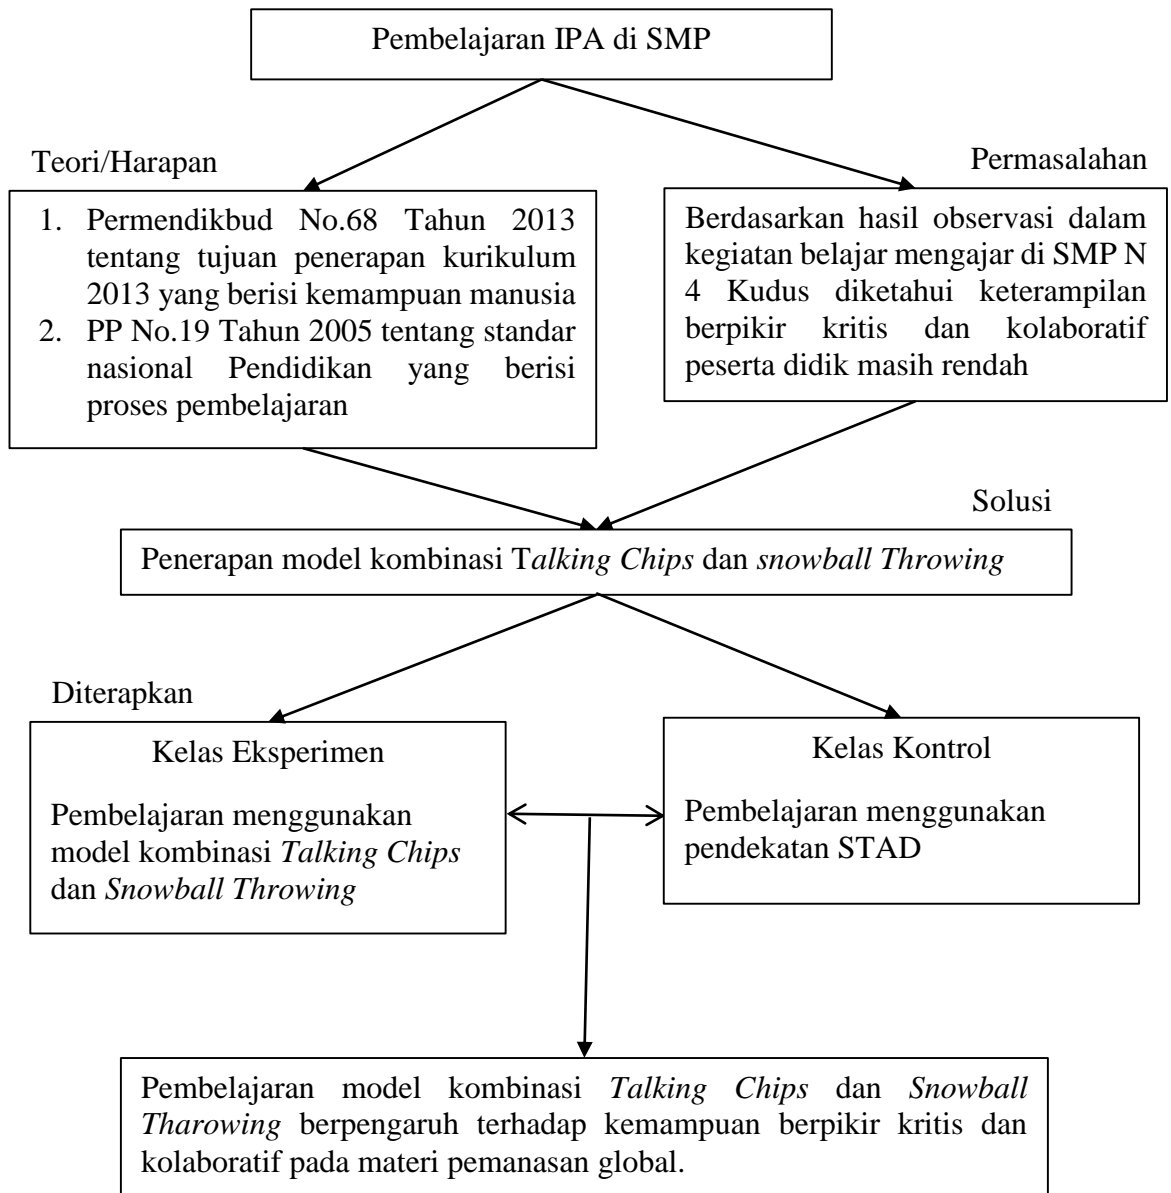 Pembelajaran IPA di SMP
Teori/Harapan
Permasalahan
1. Permendikbud No.68 Tahun 2013
tentang tujuan penerapan kurikulum
2013 yang berisi kemampuan manusia
2. PP No.19 Tahun 2005 tentang standar
nasional Pendidikan yang berisi
proses pembelajaran
Berdasarkan hasil observasi dalam
kegiatan belajar mengajar di SMP N
4 Kudus diketahui keterampilan
berpikir kritis dan kolaboratif
peserta didik masih rendah
Solusi
Penerapan model kombinasi Talking Chips dan snowball Throwing
Diterapkan
Kelas Eksperimen
Pembelajaran menggunakan
model kombinasi Talking Chips
dan Snowball Throwing
Kelas Kontrol
Pembelajaran menggunakan
pendekatan STAD
Pembelajaran model kombinasi Talking Chips dan Snowball
Tharowing berpengaruh terhadap kemampuan berpikir kritis dan
kolaboratif pada materi pemanasan global.